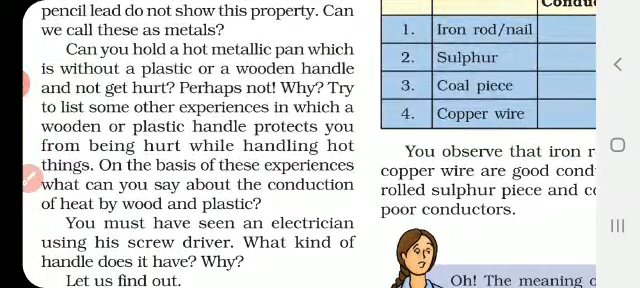 pencil lead do not show this property. Can
we call these as metals?
Can you hold a hot metallic pan which
is without a plastic or a wooden handle
and not get hurt? Perhaps not! Why? Try
to list some other experiences in which a
wooden or plastic handle protects you
from being hurt while handling hot
things. On the basis of these experiences
what can you say about the conduction
of heat by wood and plastic?
You must have seen an electrician
using his screw driver. What kind of
handle does it have? Why?
Let us find out.
1. Iron rod/nail
2. Sulphur
3. Coal piece
4. Copper wire
You observe that iron
copper wire are good
rolled sulphur piece and
poor conductors.
Oh! The meaning